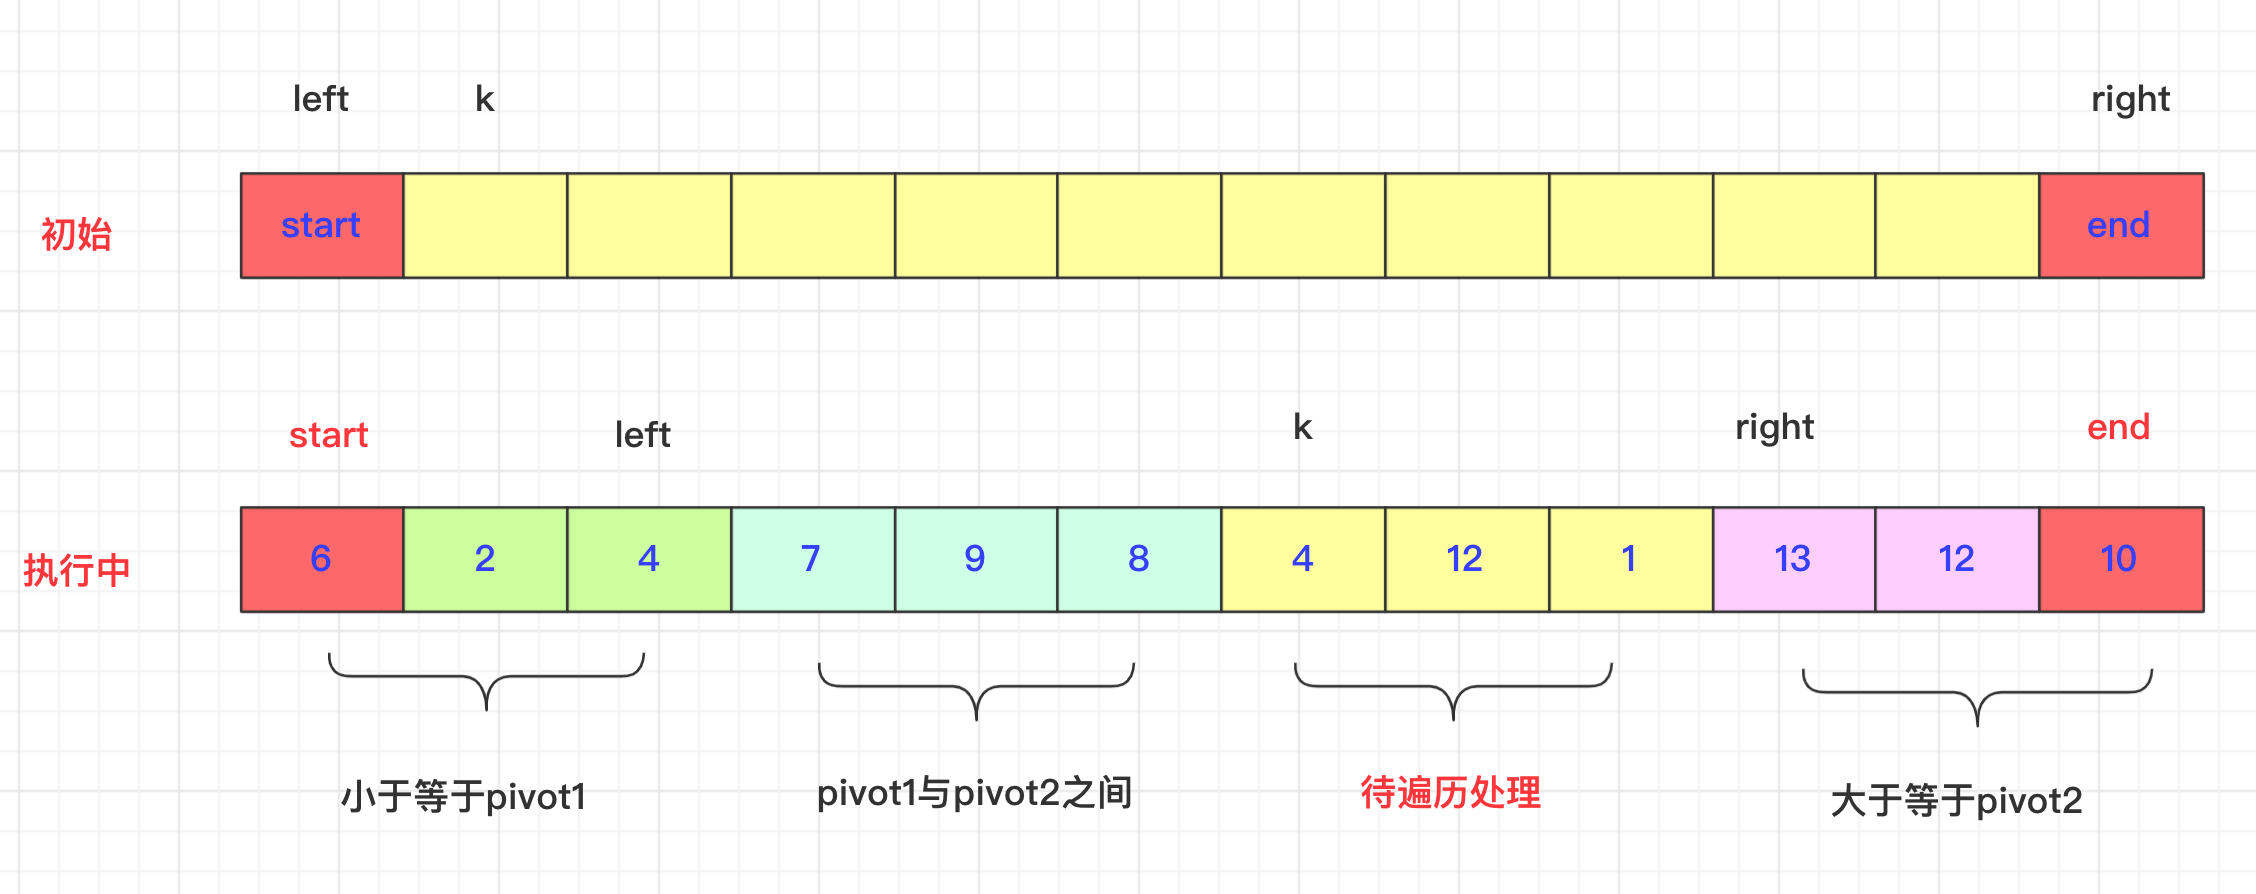 left k right
初始 start end
start left k right end
执行中 6 2 4 7 9 8 4 12 1 13 12 10
小于等于pivot1 pivot1与pivot2之间 待遍历处理 大于等于pivot2